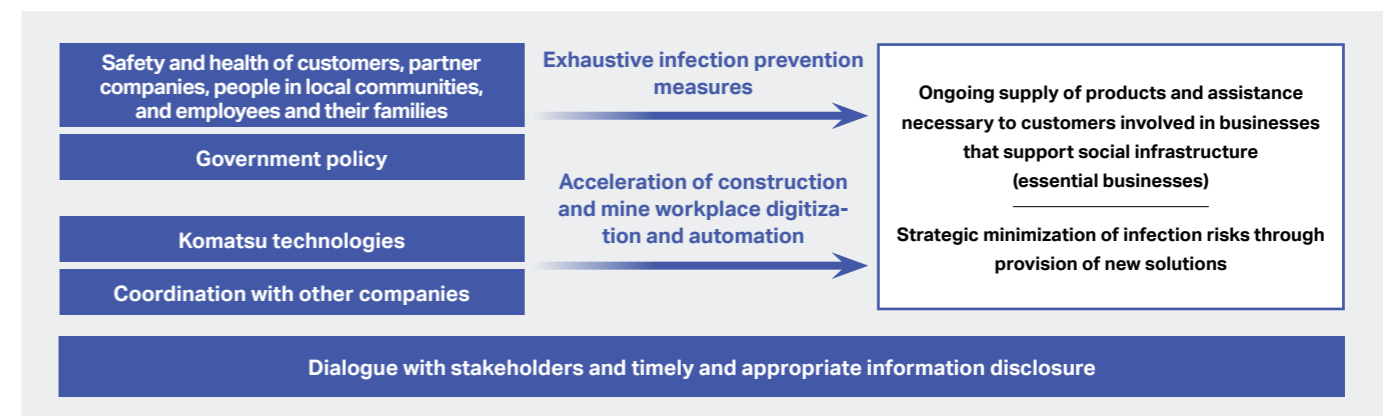 Safety and health of customers, partner
companies, people in local communities,
and employees and their families
Government policy
Exhaustive infection prevention
measures
Komatsu technologies
Coordination with other companies
Acceleration of construction
and mine workplace digitiza-
tion and automation
Ongoing supply of products and assistance
necessary to customers involved in businesses
that support social infrastructure
(essential businesses)
Strategic minimization of infection risks through
provision of new solutions
Dialogue with stakeholders and timely and appropriate information disclosure